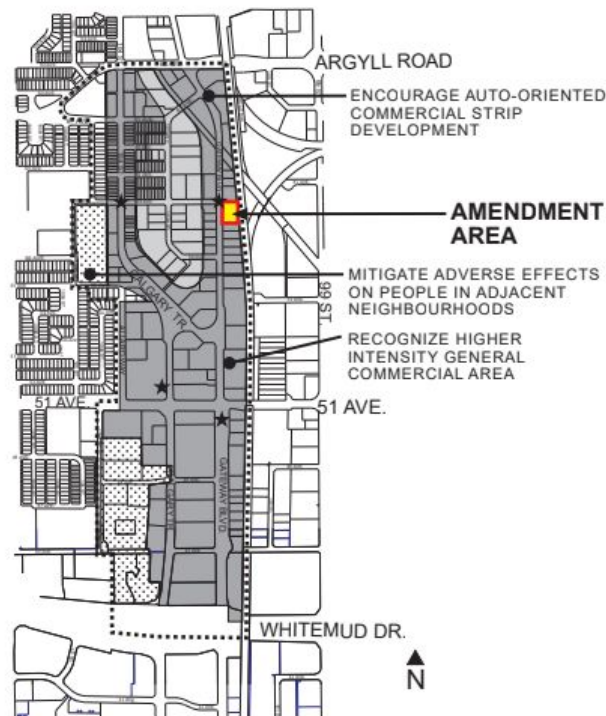 ARGYLL ROAD
ENCOURAGE AUTO-ORIENTED
COMMERCIAL STRIP
DEVELOPMENT
AMENDMENT
AREA
MITIGATE ADVERSE EFFECTS
ON PEOPLE IN ADJACENT
NEIGHBOURHOODS
CALGARY TR.
99 ST.
RECOGNIZE HIGHER
INTENSITY GENERAL
COMMERCIAL AREA
51 AVE.
51 AVE.
GATEWAY BLVD.
WHITEMUD DR.
N